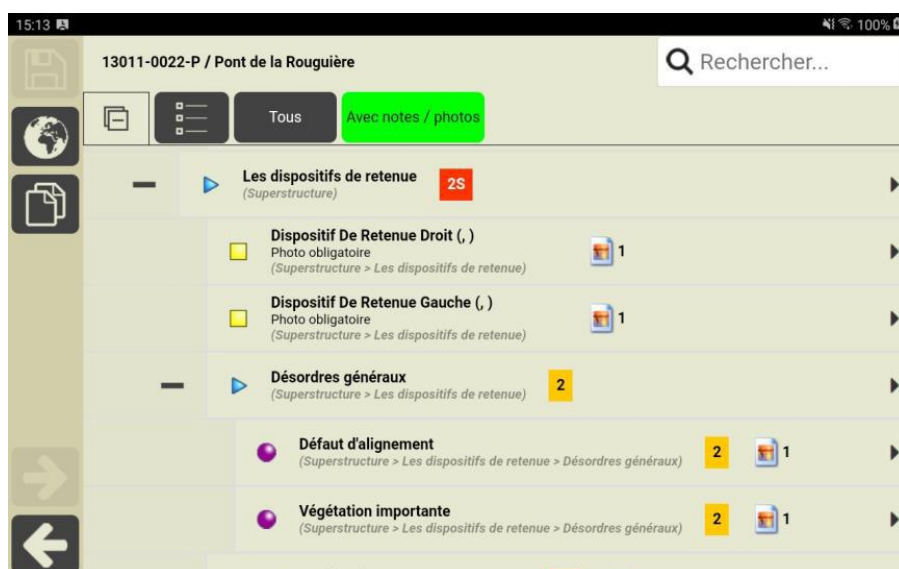 15:13 100%
13011-0022-P / Pont de la Rouguière
Rechercher...
Tous
Avec notes / photos
Les dispositifs de retenue 2S
(Superstructure)
Dispositif De Retenue Droit (, )
Photo obligatoire 1
(Superstructure > Les dispositifs de retenue)
Dispositif De Retenue Gauche (, )
Photo obligatoire 1
(Superstructure > Les dispositifs de retenue)
Désordres généraux 2
(Superstructure > Les dispositifs de retenue)
Défaut d'alignement 2 1
(Superstructure > Les dispositifs de retenue > Désordres généraux)
Végétation importante 2 1
(Superstructure > Les dispositifs de retenue > Désordres généraux)